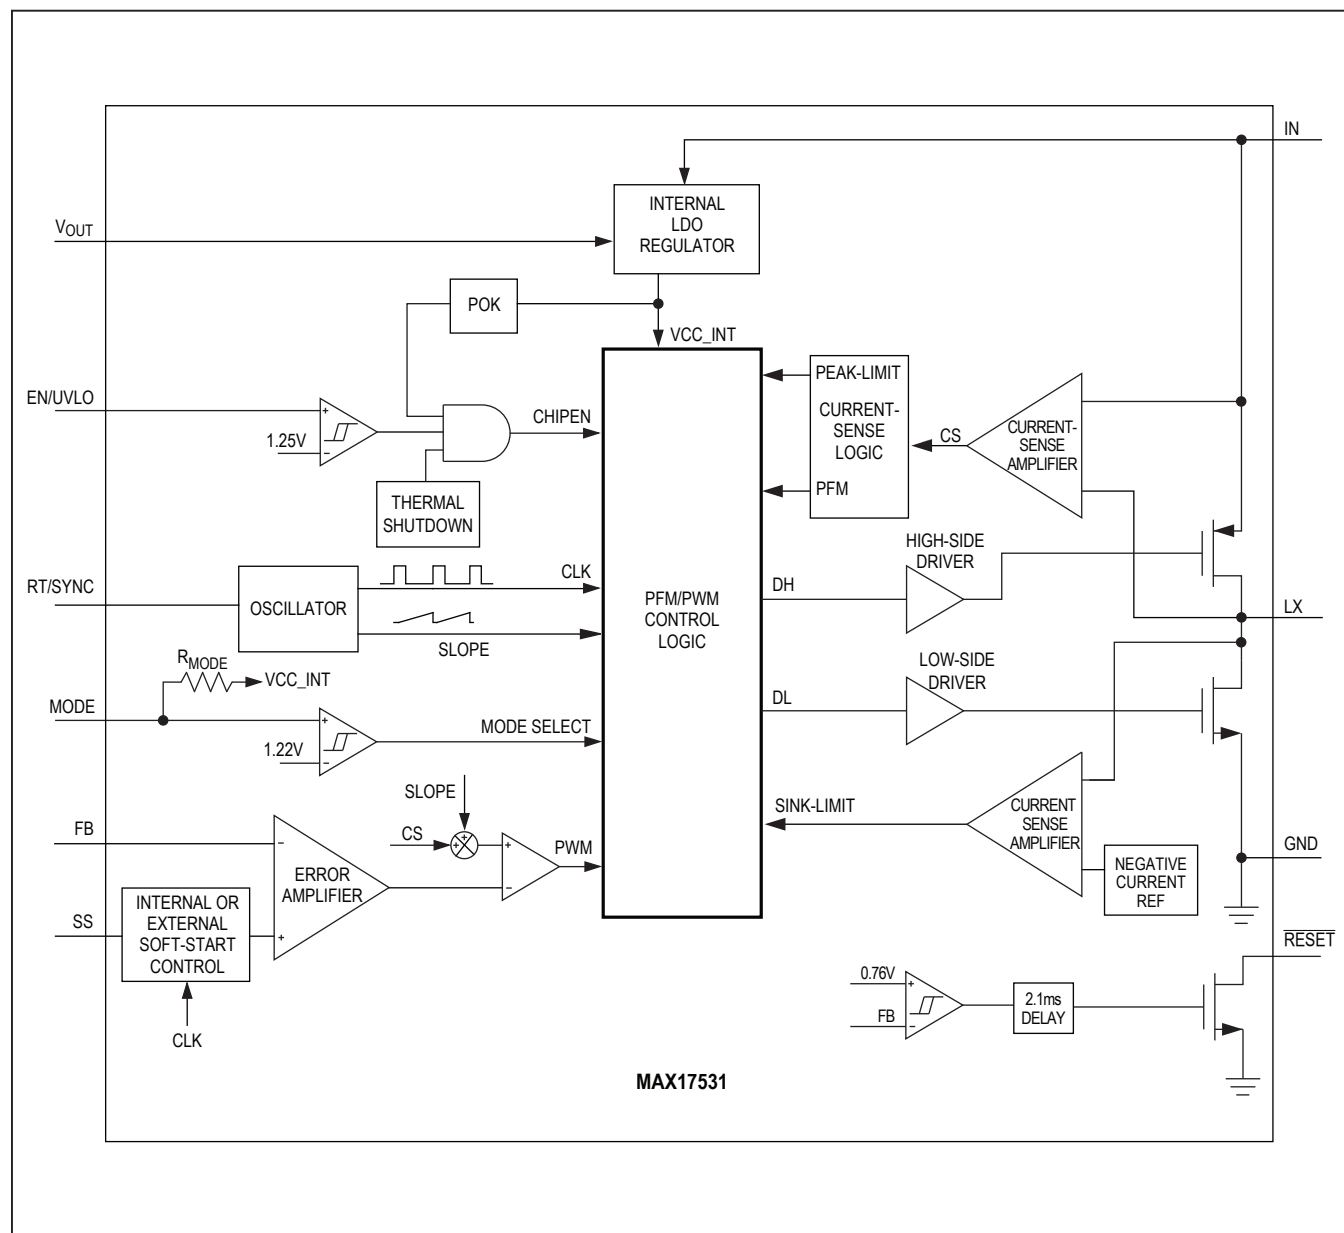 IN
INTERNAL
LDO
REGULATOR
VOUT
POK
VCC_INT
EN/UVLO
+
1.25V
−
CHIPEN
THERMAL
SHUTDOWN
PEAK-LIMIT
CURRENT-
SENSE
LOGIC
PFM
CS
CURRENT-
SENSE
AMPLIFIER
HIGH-SIDE
DRIVER
RT/SYNC
OSCILLATOR
CLK
SLOPE
PFM/PWM
CONTROL
LOGIC
DH
LX
RMODE
VCC_INT
LOW-SIDE
DRIVER
DL
MODE
+
1.22V
−
MODE SELECT
SLOPE
CS
+
+
+
−
PWM
SINK-LIMIT
CURRENT
SENSE
AMPLIFIER
FB
−
ERROR
AMPLIFIER
+
GND
NEGATIVE
CURRENT
REF
SS
INTERNAL OR
EXTERNAL
SOFT-START
CONTROL
CLK
RESET
0.76V
+
FB
−
2.1ms
DELAY
MAX17531